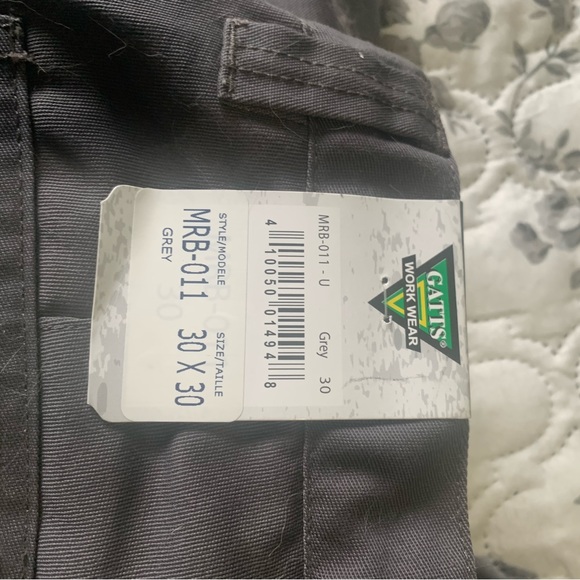 GATTS®
WORK WEAR
MRB-011 - U Grey 30
4 10050 01494 8
STYLE/MODELE SIZE/TAILLE
MRB-011 30 X 30
GREY